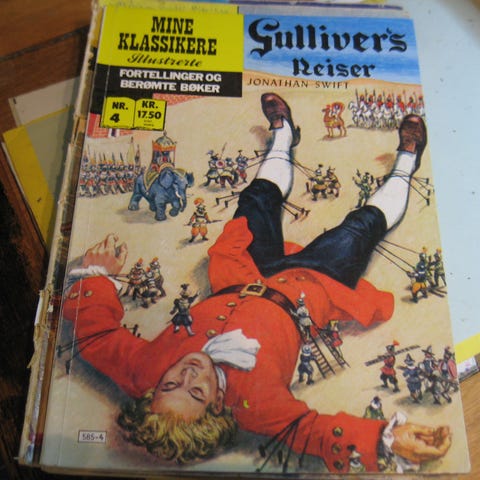 MINE
KLASSIKERE
Illustrerte
FORTELLINGER OG
BERØMTE BØKER
NR.
4
KR.
17.50
Gulliver's
Reiser
JONATHAN SWIFT
585-4